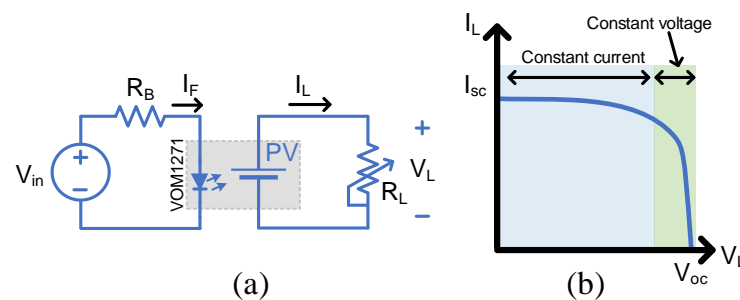 V_in
R_B
I_F
VOM1271
PV
I_L
R_L
+
V_L
−
(a)
I_L
Constant voltage
Constant current
I_sc
V_oc
V_L
(b)